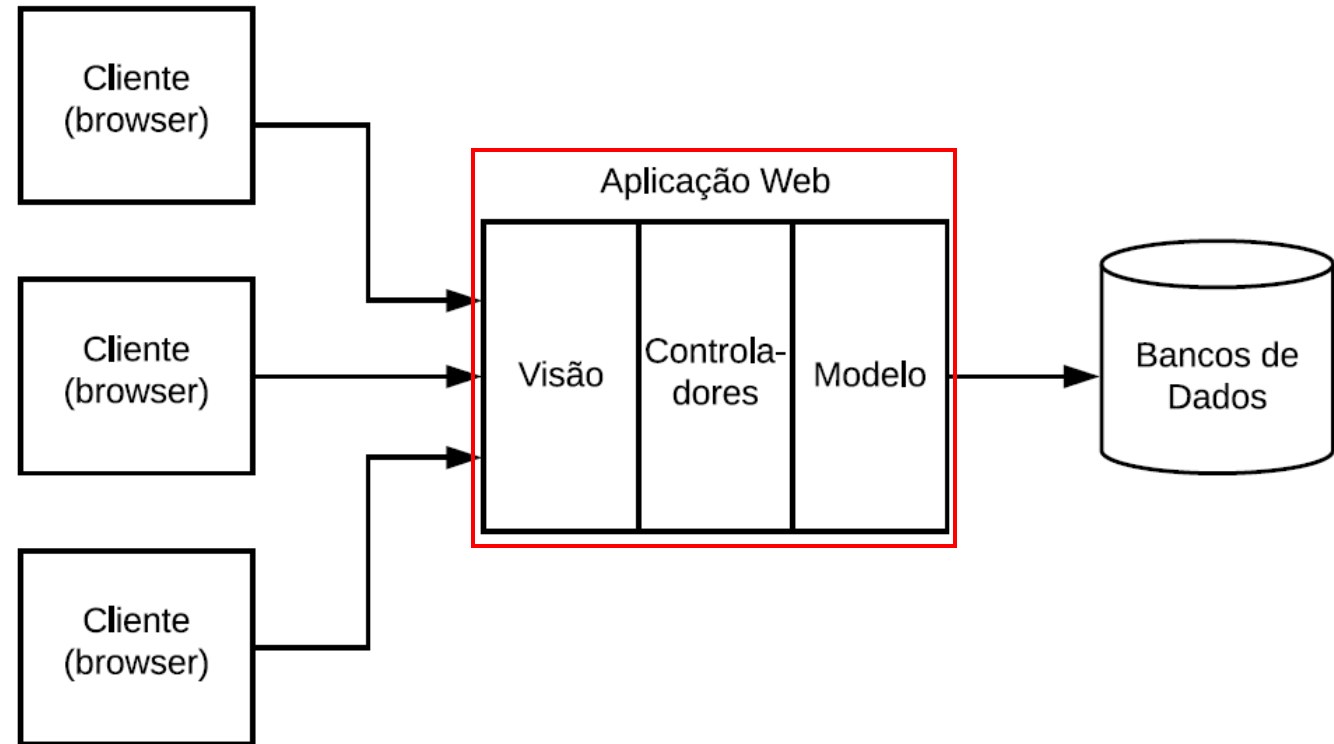 Cliente
(browser)
Aplicação Web
Cliente
(browser)
Visão
Controla-
dores
Modelo
Bancos de
Dados
Cliente
(browser)